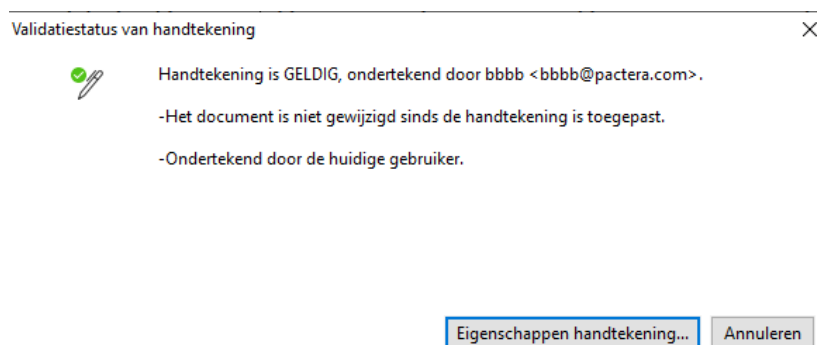 Validatiestatus van handtekening
Handtekening is GELDIG, ondertekend door bbbb <bbbb@pactera.com>.
-Het document is niet gewijzigd sinds de handtekening is toegepast.
-Ondertekend door de huidige gebruiker.
Eigenschappen handtekening... Annuleren